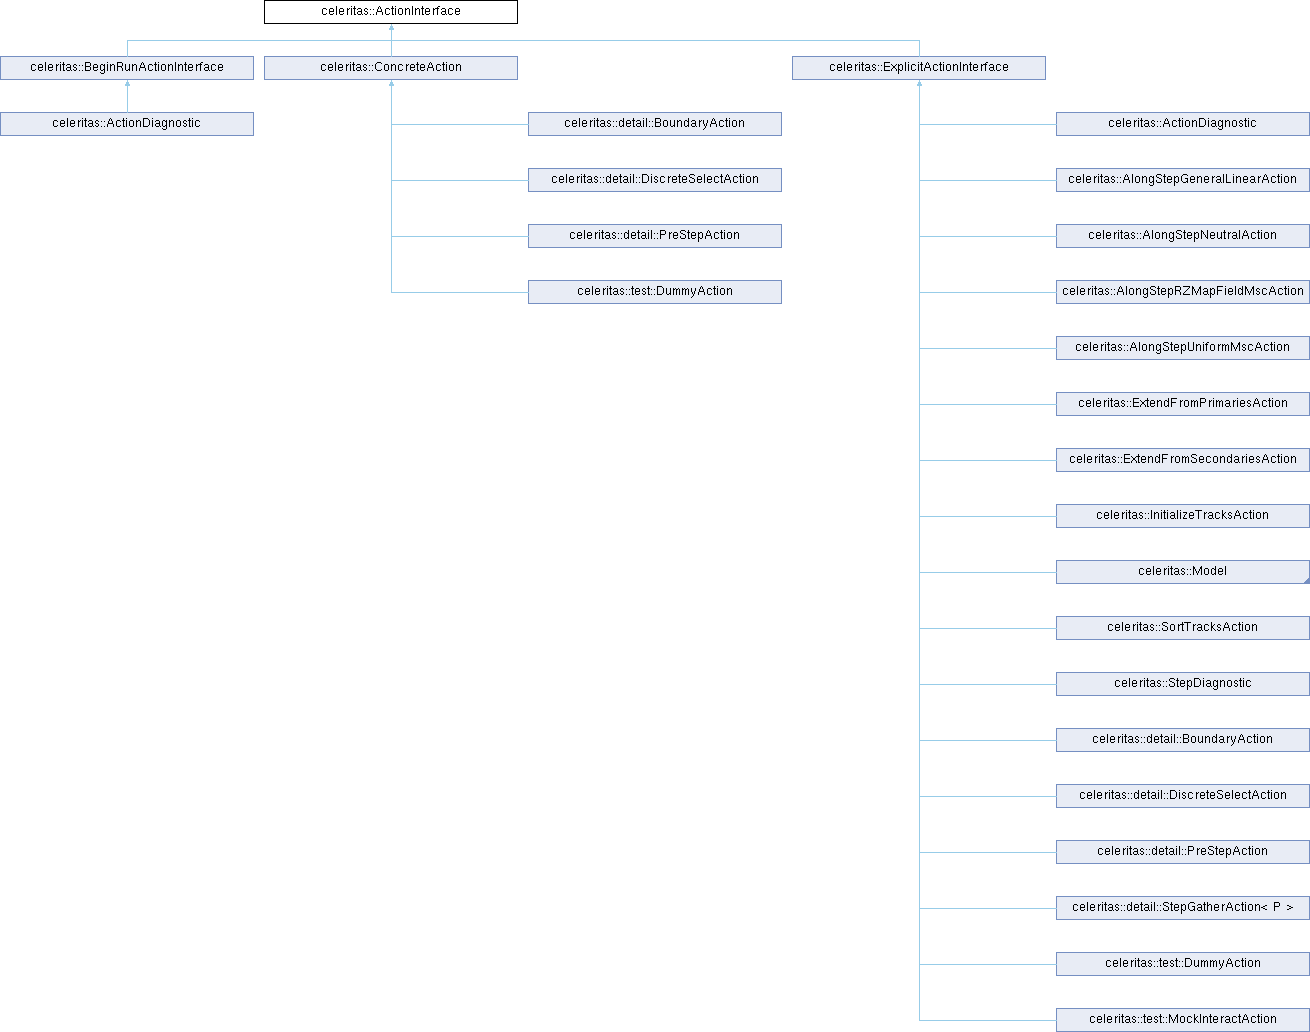 celeritas::ActionInterface
celeritas::BeginRunActionInterface
celeritas::ConcreteAction
celeritas::ExplicitActionInterface
celeritas::ActionDiagnostic
celeritas::detail::BoundaryAction
celeritas::ActionDiagnostic
celeritas::detail::DiscreteSelectAction
celeritas::AlongStepGeneralLinearAction
celeritas::detail::PreStepAction
celeritas::AlongStepNeutralAction
celeritas::test::DummyAction
celeritas::AlongStepRZMapFieldMscAction
celeritas::AlongStepUniformMscAction
celeritas::ExtendFromPrimariesAction
celeritas::ExtendFromSecondariesAction
celeritas::InitializeTracksAction
celeritas::Model
celeritas::SortTracksAction
celeritas::StepDiagnostic
celeritas::detail::BoundaryAction
celeritas::detail::DiscreteSelectAction
celeritas::detail::PreStepAction
celeritas::detail::StepGatherAction< P >
celeritas::test::DummyAction
celeritas::test::MockInteractAction